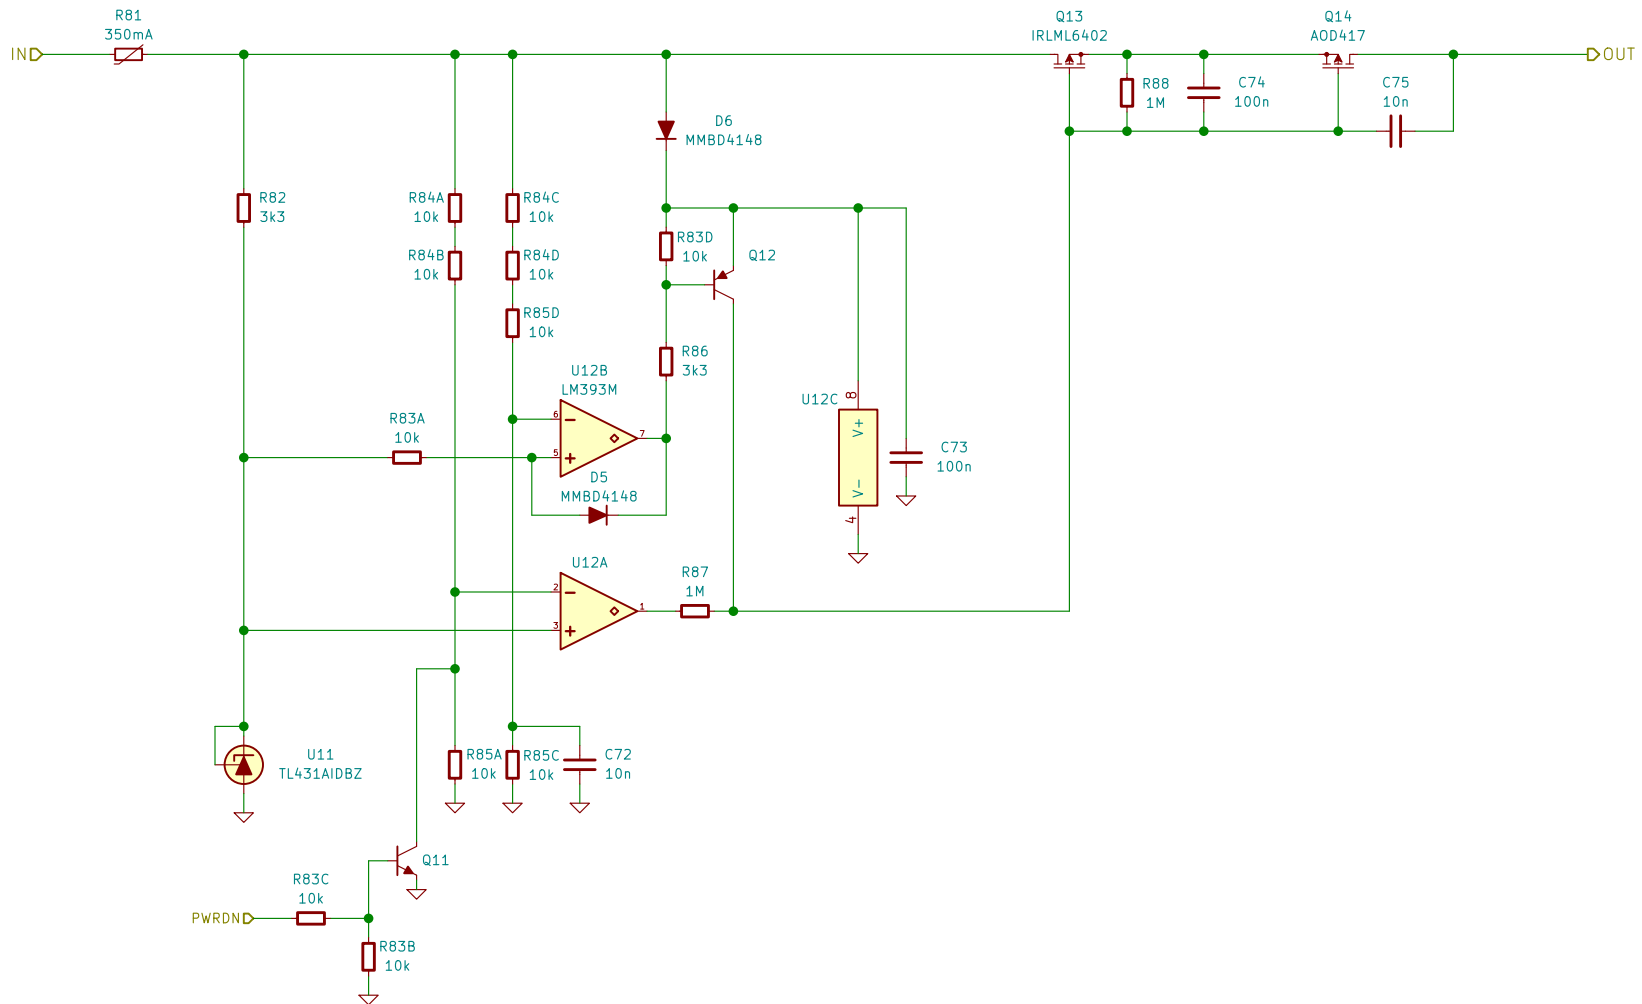 R81
350mA
IN
Q13
IRLML6402
Q14
AOD417
OUT
R88
1M
C74
100n
C75
10n
D6
MMBD4148
R82
3k3
R84A
10k
R84C
10k
R84B
10k
R84D
10k
R83D
10k
Q12
R85D
10k
R86
3k3
U12B
LM393M
6
5
7
R83A
10k
D5
MMBD4148
U12C
8
V+
V-
4
C73
100n
U12A
2
3
1
R87
1M
U11
TL431AIDBZ
R85A
10k
R85C
10k
C72
10n
Q11
R83C
10k
PWRDN
R83B
10k